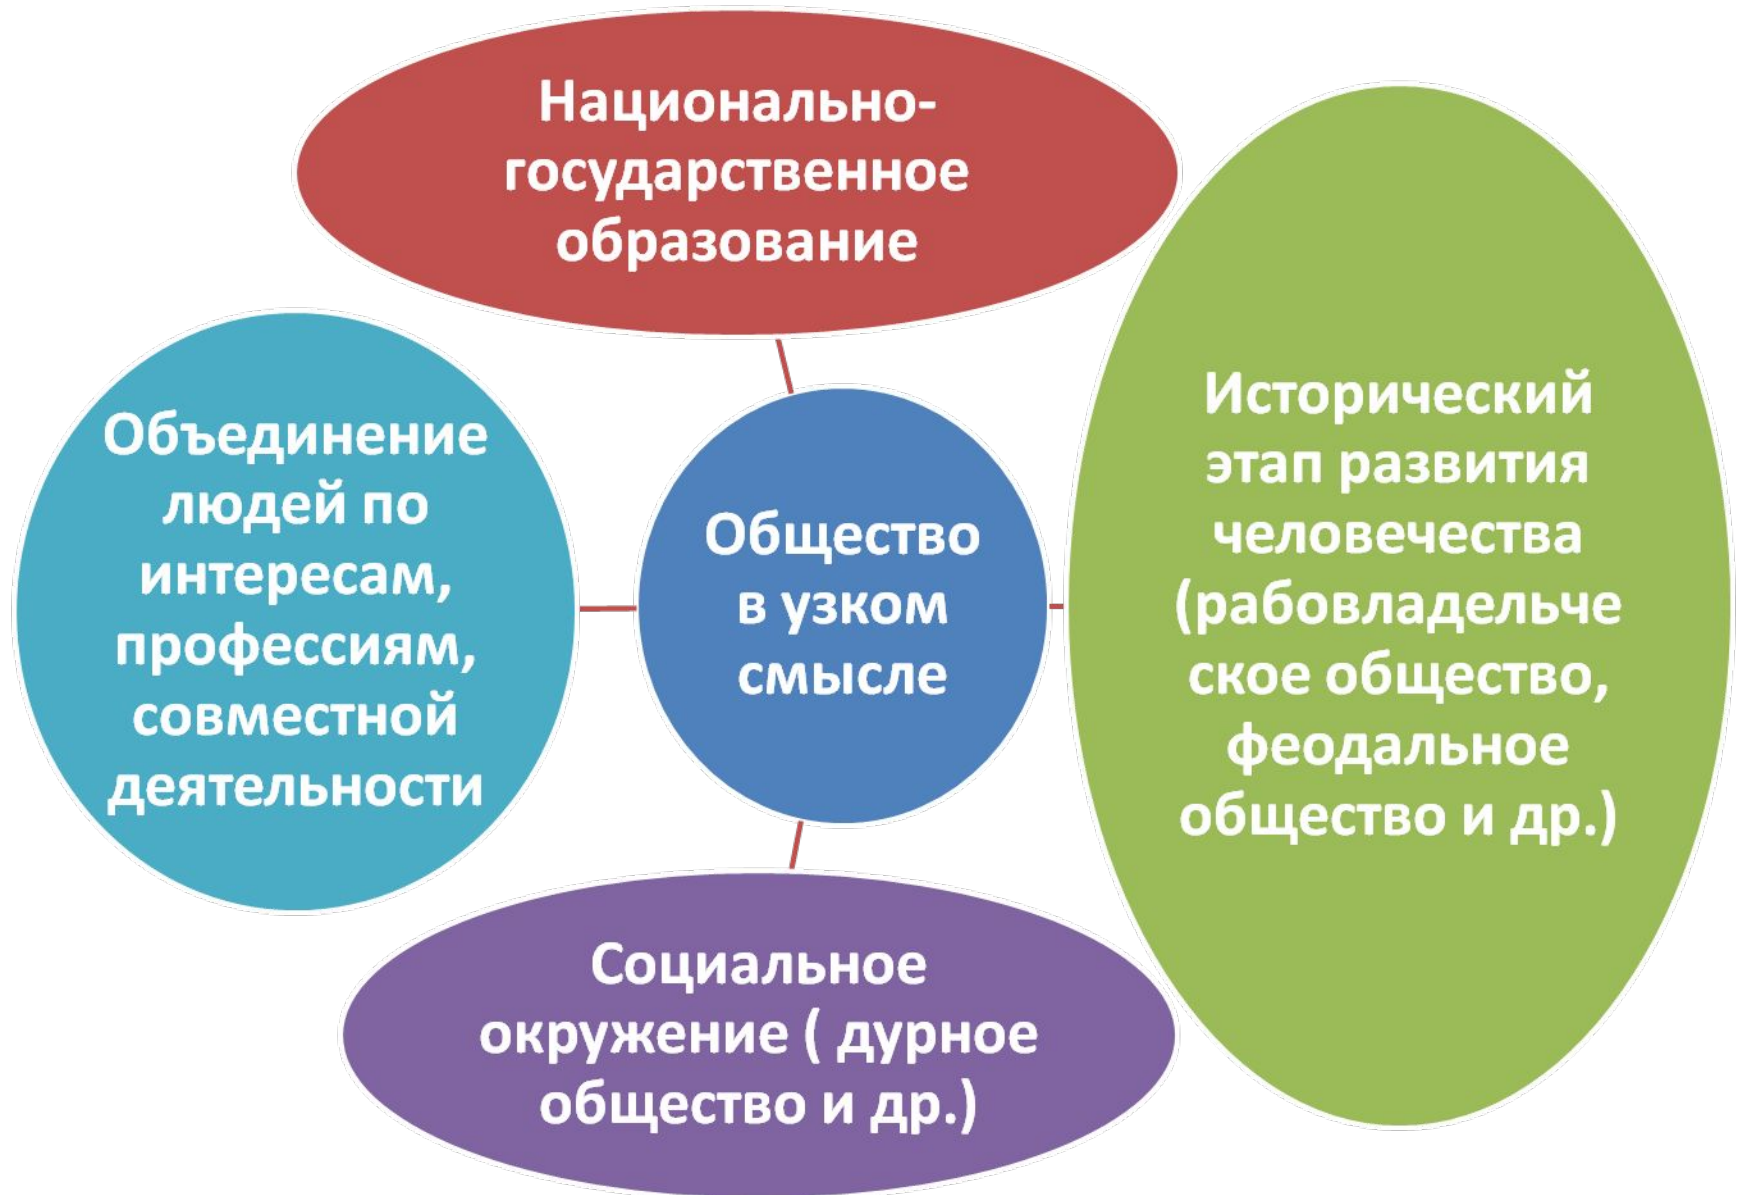 Национально-
государственное
образование
Объединение
людей по
интересам,
профессиям,
совместной
деятельности
Общество
в узком
смысле
Исторический
этап развития
человечества
(рабовладельче
ское общество,
феодальное
общество и др.)
Социальное
окружение ( дурное
общество и др.)